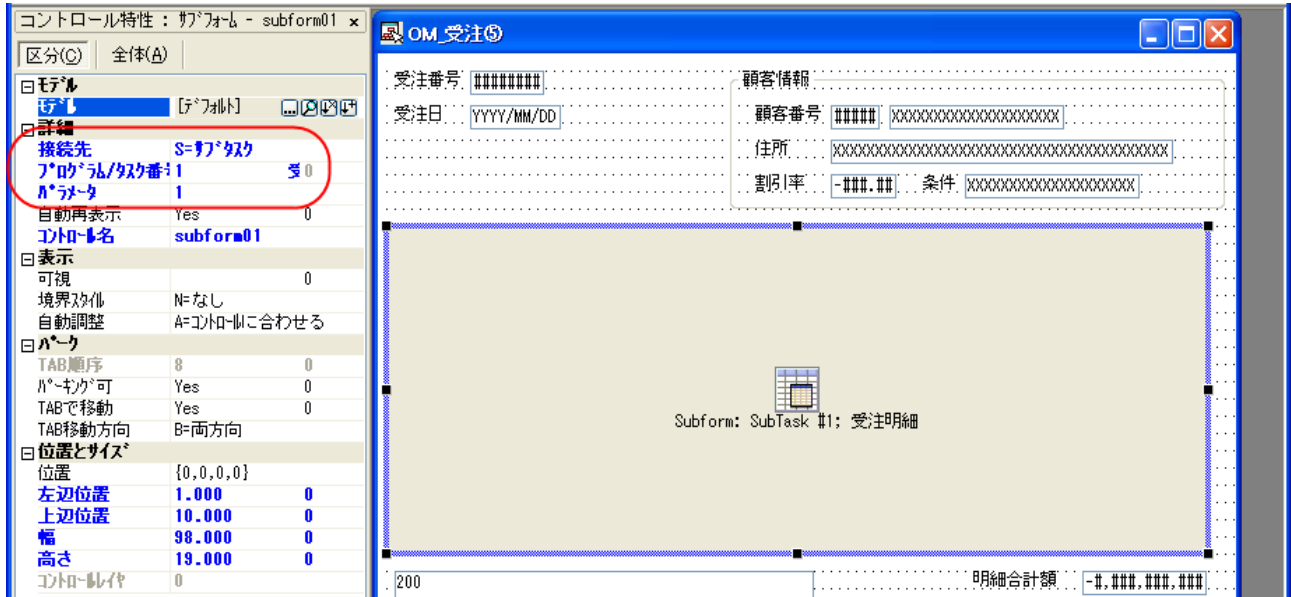 コントロール特性 : ｻﾌﾞﾌｫｰﾑ - subform01 x
区分(C) 全体(A)
ﾓﾃﾞﾙ
ﾓﾃﾞﾙ [ﾃﾞﾌｫﾙﾄ] ...
詳細
接続先 S=ｻﾌﾞﾀｽｸ
ﾌﾟﾛｸﾞﾗﾑ/ﾀｽｸ番号 1 受 0
ﾊﾟﾗﾒｰﾀ 1
自動再表示 Yes 0
ｺﾝﾄﾛｰﾙ名 subform01
表示
可視 0
境界ｽﾀｲﾙ N=なし
自動調整 A=ｺﾝﾄﾛｰﾙに合わせる
ﾊﾟｰｸ
TAB順序 8 0
ﾊﾟｰｷﾝｸﾞ可 Yes 0
TABで移動 Yes 0
TAB移動方向 B=両方向
位置とｻｲｽﾞ
位置 {0,0,0,0}
左辺位置 1.000 0
上辺位置 10.000 0
幅 98.000 0
高さ 19.000 0
ｺﾝﾄﾛｰﾙﾚｲﾔ 0
OM_受注⑤
受注番号 ########
受注日 YYYY/MM/DD
顧客情報
顧客番号 ##### XXXXXXXXXXXXXXXXXXXX
住所 XXXXXXXXXXXXXXXXXXXXXXXXXXXXXXXXXXXXXXXX
割引率 -###.## 条件 XXXXXXXXXXXXXXXXXXXX
Subform: SubTask #1; 受注明細
200 明細合計額 -#,###,###,###